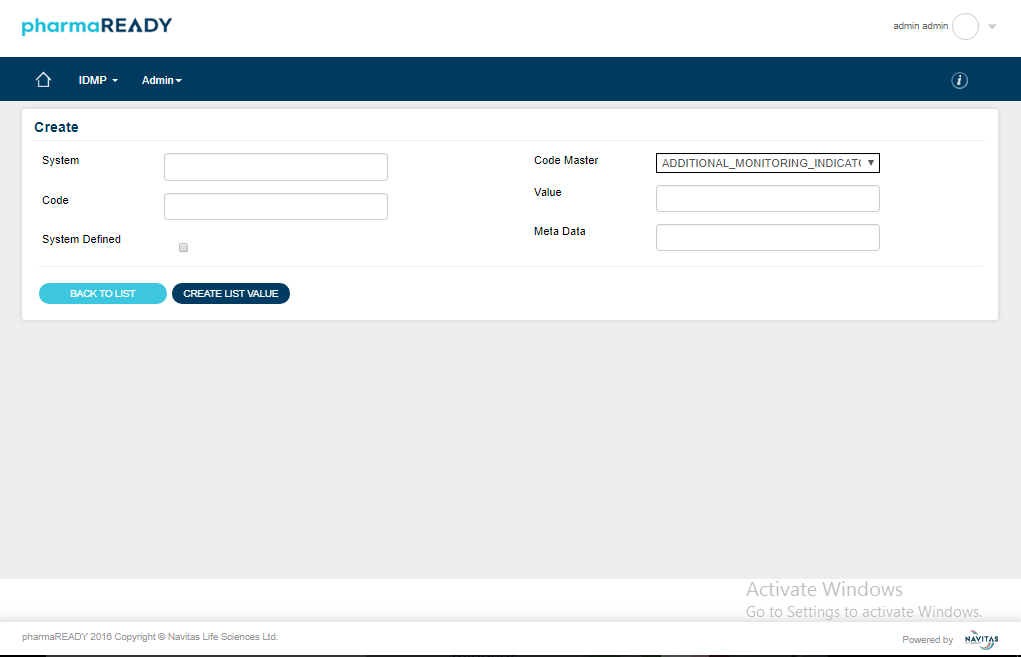 pharmaREADY
admin admin
IDMP
Admin
i
Create
System
Code Master
ADDITIONAL_MONITORING_INDICATO
Code
Value
System Defined
Meta Data
BACK TO LIST
CREATE LIST VALUE
Activate Windows
Go to Settings to activate Windows.
pharmaREADY 2016 Copyright © Navitas Life Sciences Ltd.
Powered by
NAVITAS